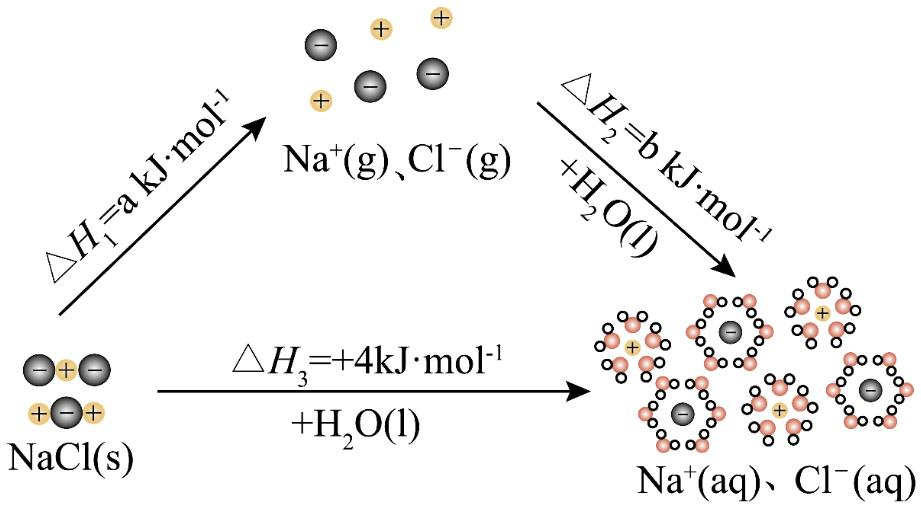 Na⁺(g)、Cl⁻(g)
△H₁=a kJ·mol⁻¹
△H₂=b kJ·mol⁻¹
+H₂O(l)
△H₃=+4kJ·mol⁻¹
+H₂O(l)
NaCl(s)
Na⁺(aq)、Cl⁻(aq)